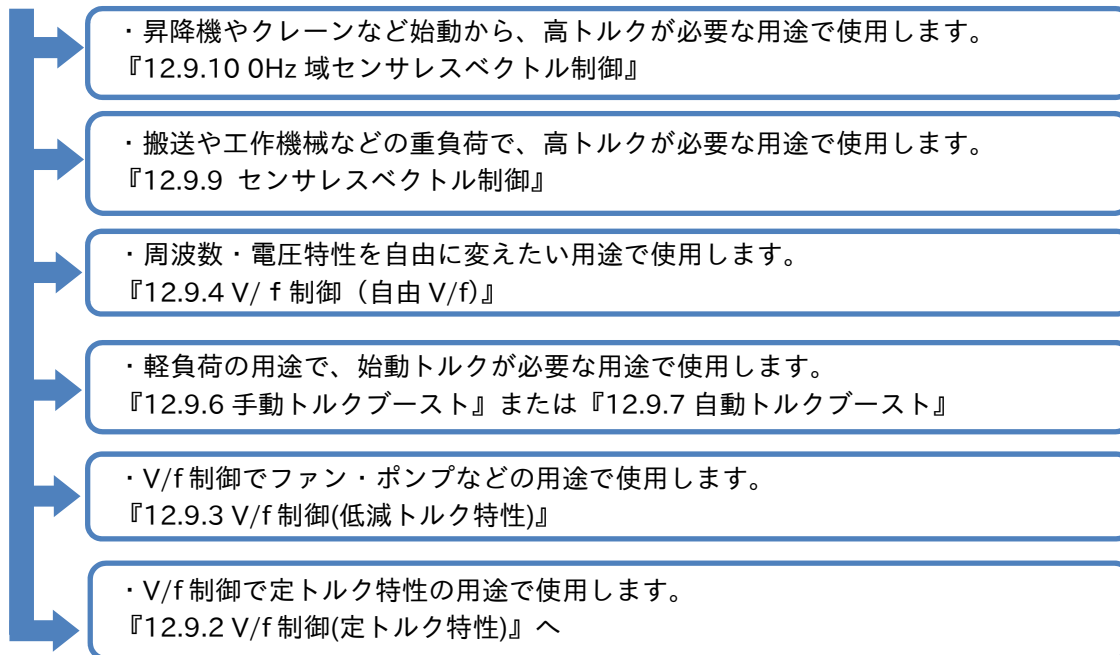 ・昇降機やクレーンなど始動から、高トルクが必要な用途で使用します。
『12.9.10 0Hz 域センサレスベクトル制御』
・搬送や工作機械などの重負荷で、高トルクが必要な用途で使用します。
『12.9.9 センサレスベクトル制御』
・周波数・電圧特性を自由に変えたい用途で使用します。
『12.9.4 V/ f 制御（自由 V/f)』
・軽負荷の用途で、始動トルクが必要な用途で使用します。
『12.9.6 手動トルクブースト』または『12.9.7 自動トルクブースト』
・V/f 制御でファン・ポンプなどの用途で使用します。
『12.9.3 V/f 制御(低減トルク特性)』
・V/f 制御で定トルク特性の用途で使用します。
『12.9.2 V/f 制御(定トルク特性)』へ